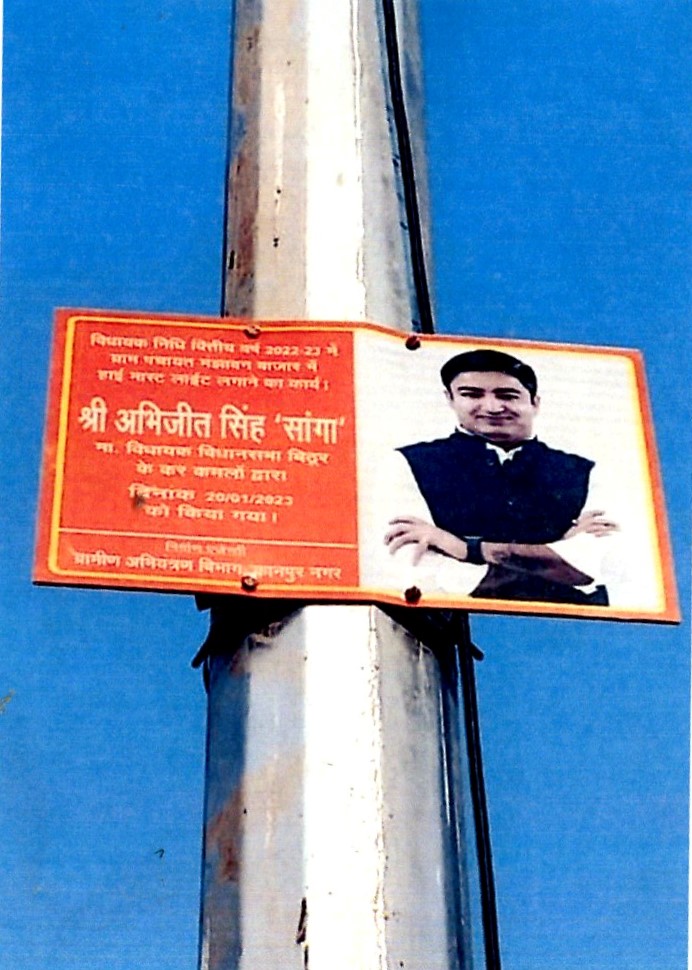 विधायक निधि वित्तीय वर्ष 2022-23 में
ग्राम पंचायत मझावन बाजार में
हाई मास्ट लाईट लगाने का कार्य।
श्री अभिजीत सिंह ‘सांगा’
मा. विधायक विधानसभा बिठूर
के कर कमलों द्वारा
दिनांक 20/01/2023
को किया गया।
निर्माण एजेन्सी
ग्रामीण अभियंत्रण विभाग, कानपुर नगर